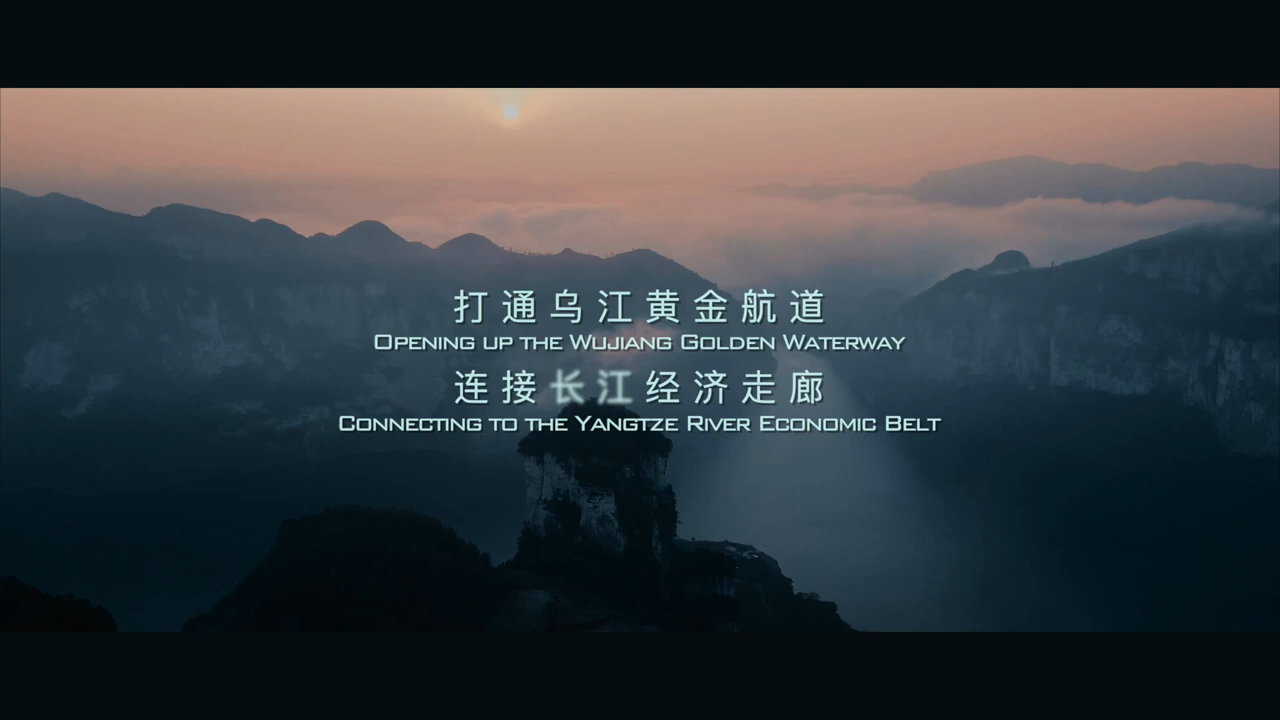 打通乌江黄金航道
OPENING UP THE WUJIANG GOLDEN WATERWAY
连接长江经济走廊
CONNECTING TO THE YANGTZE RIVER ECONOMIC BELT